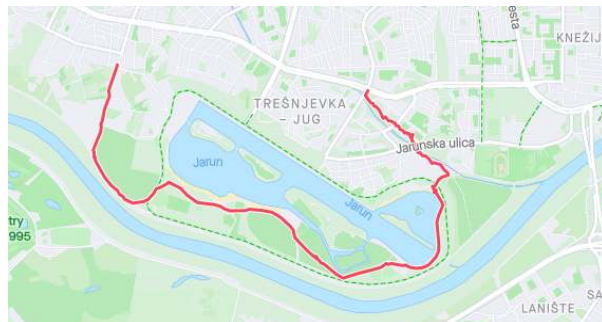 esta
KNEŽIJ
TREŠNJEVKA
– JUG
Jarunska ulica
Jarun
Jarun
try
995
LANIŠTE
SA